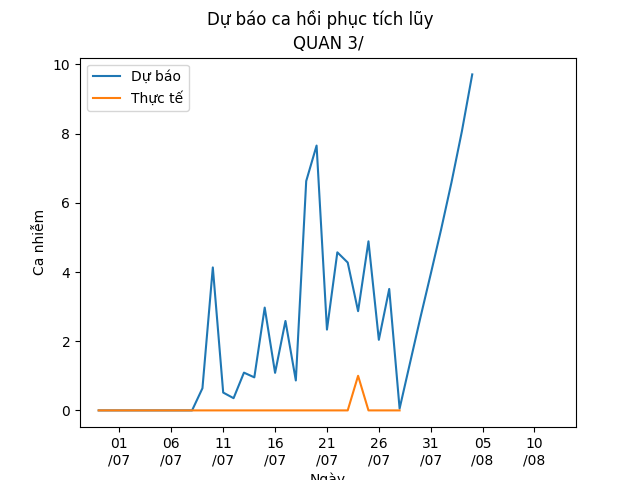 Dự báo ca hồi phục tích lũy
QUAN 3/
Dự báo
Thực tế
Ca nhiễm
10
8
6
4
2
0
01 06 11 16 21 26 31 05 10
/07 /07 /07 /07 /07 /07 /07 /08 /08
Ngày